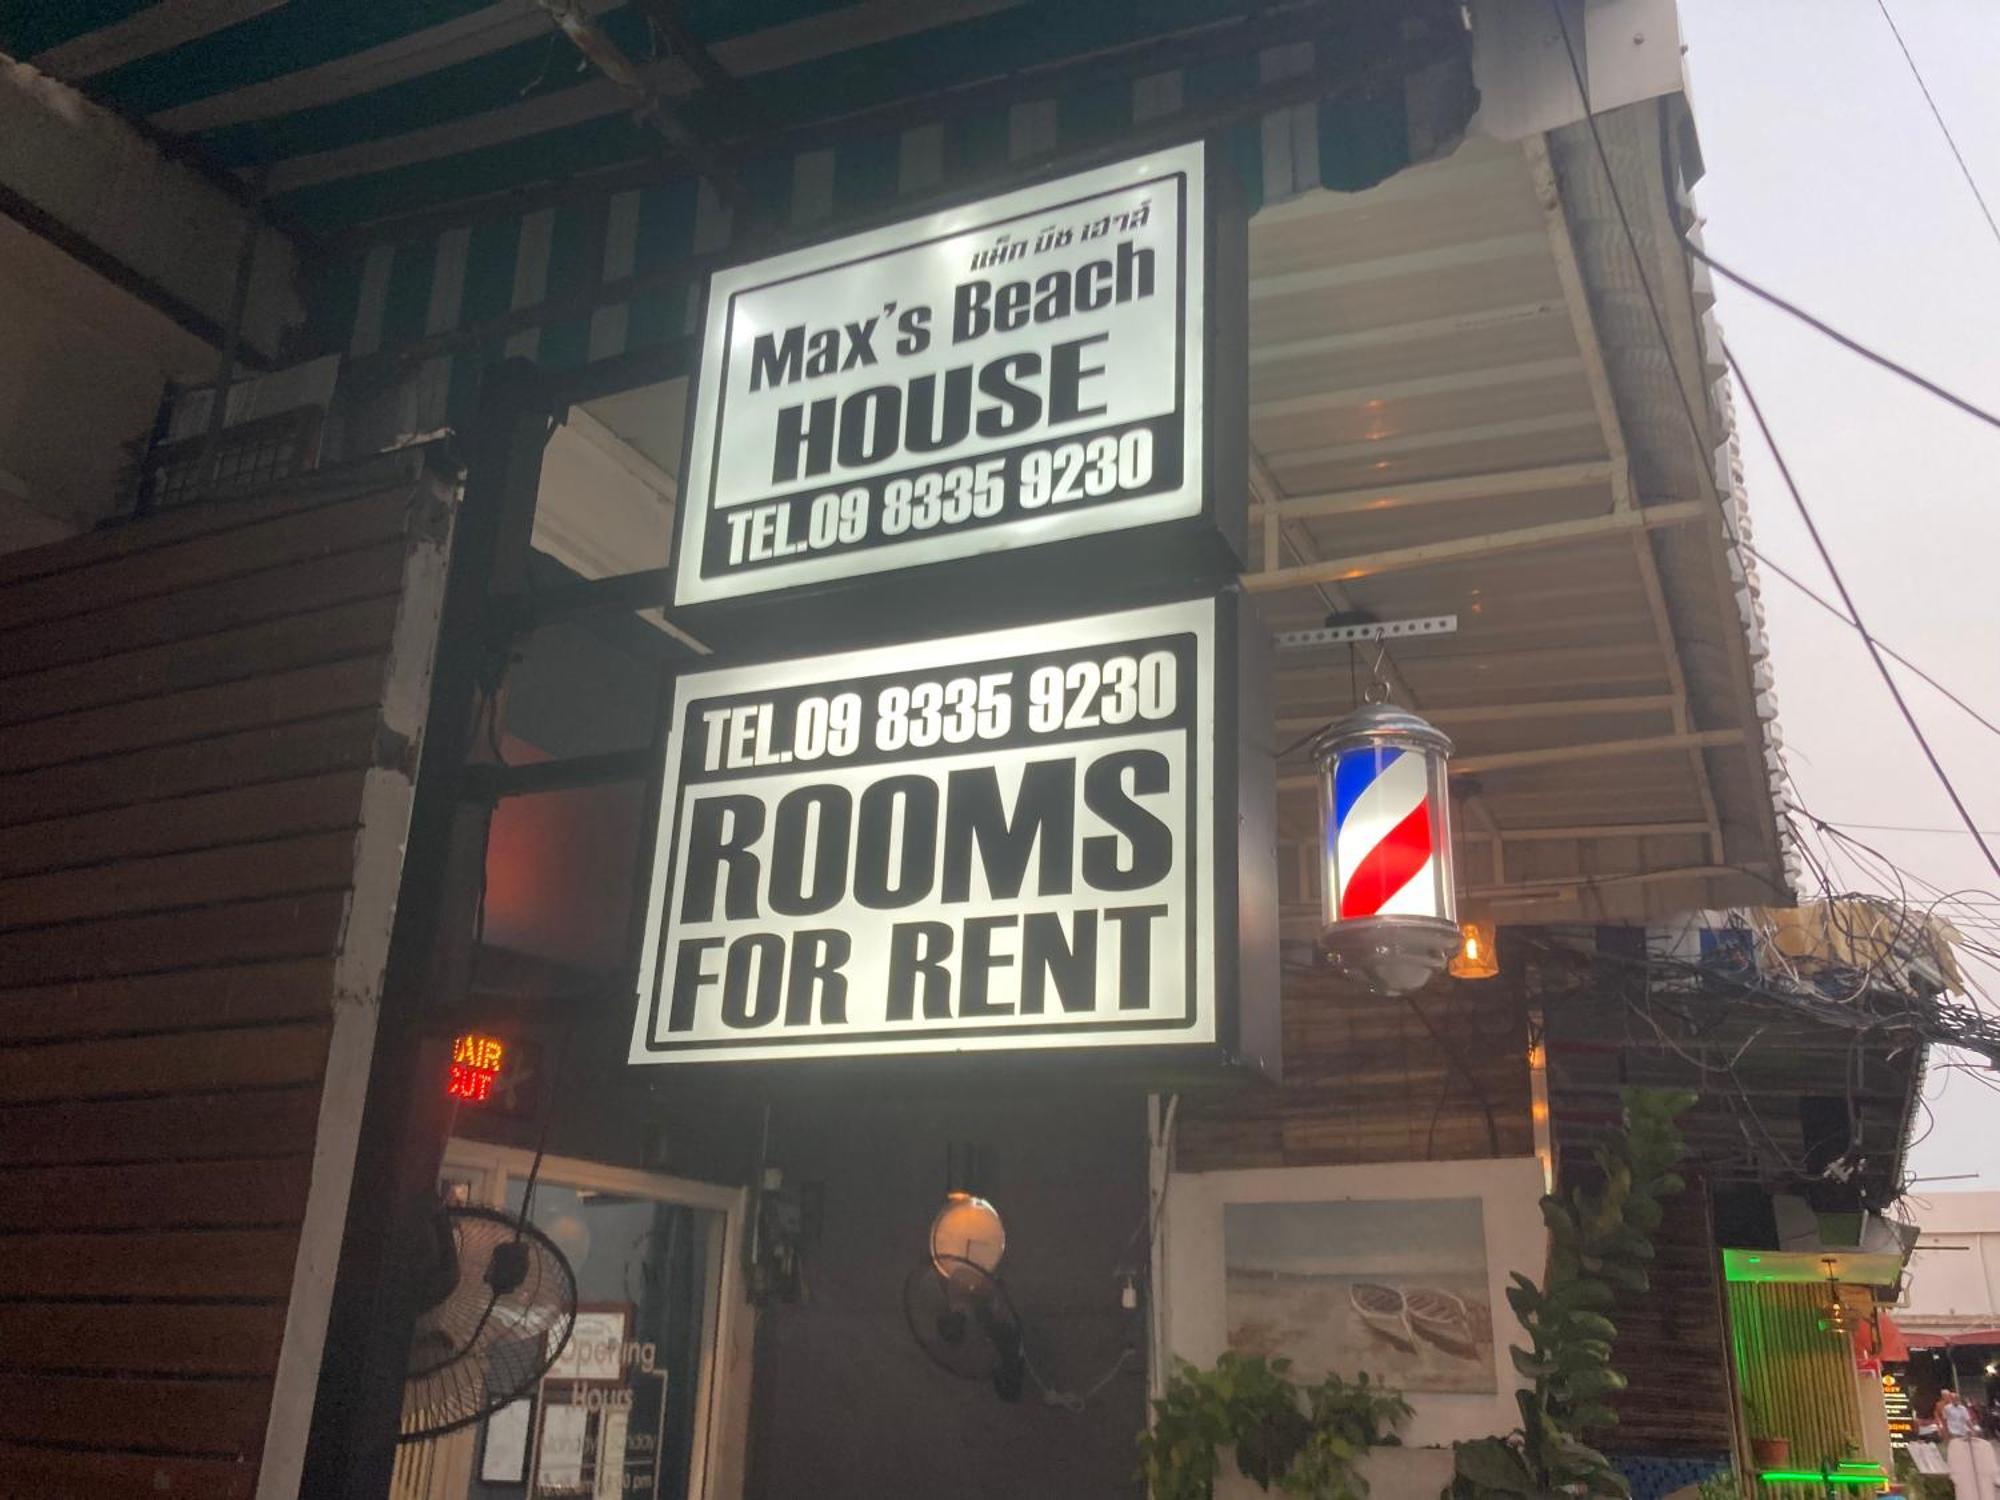 แม็ก บีช เฮาส์
Max's Beach
HOUSE
TEL.09 8335 9230
TEL.09 8335 9230
ROOMS
FOR RENT
AIR
CUT
Opening
Hours